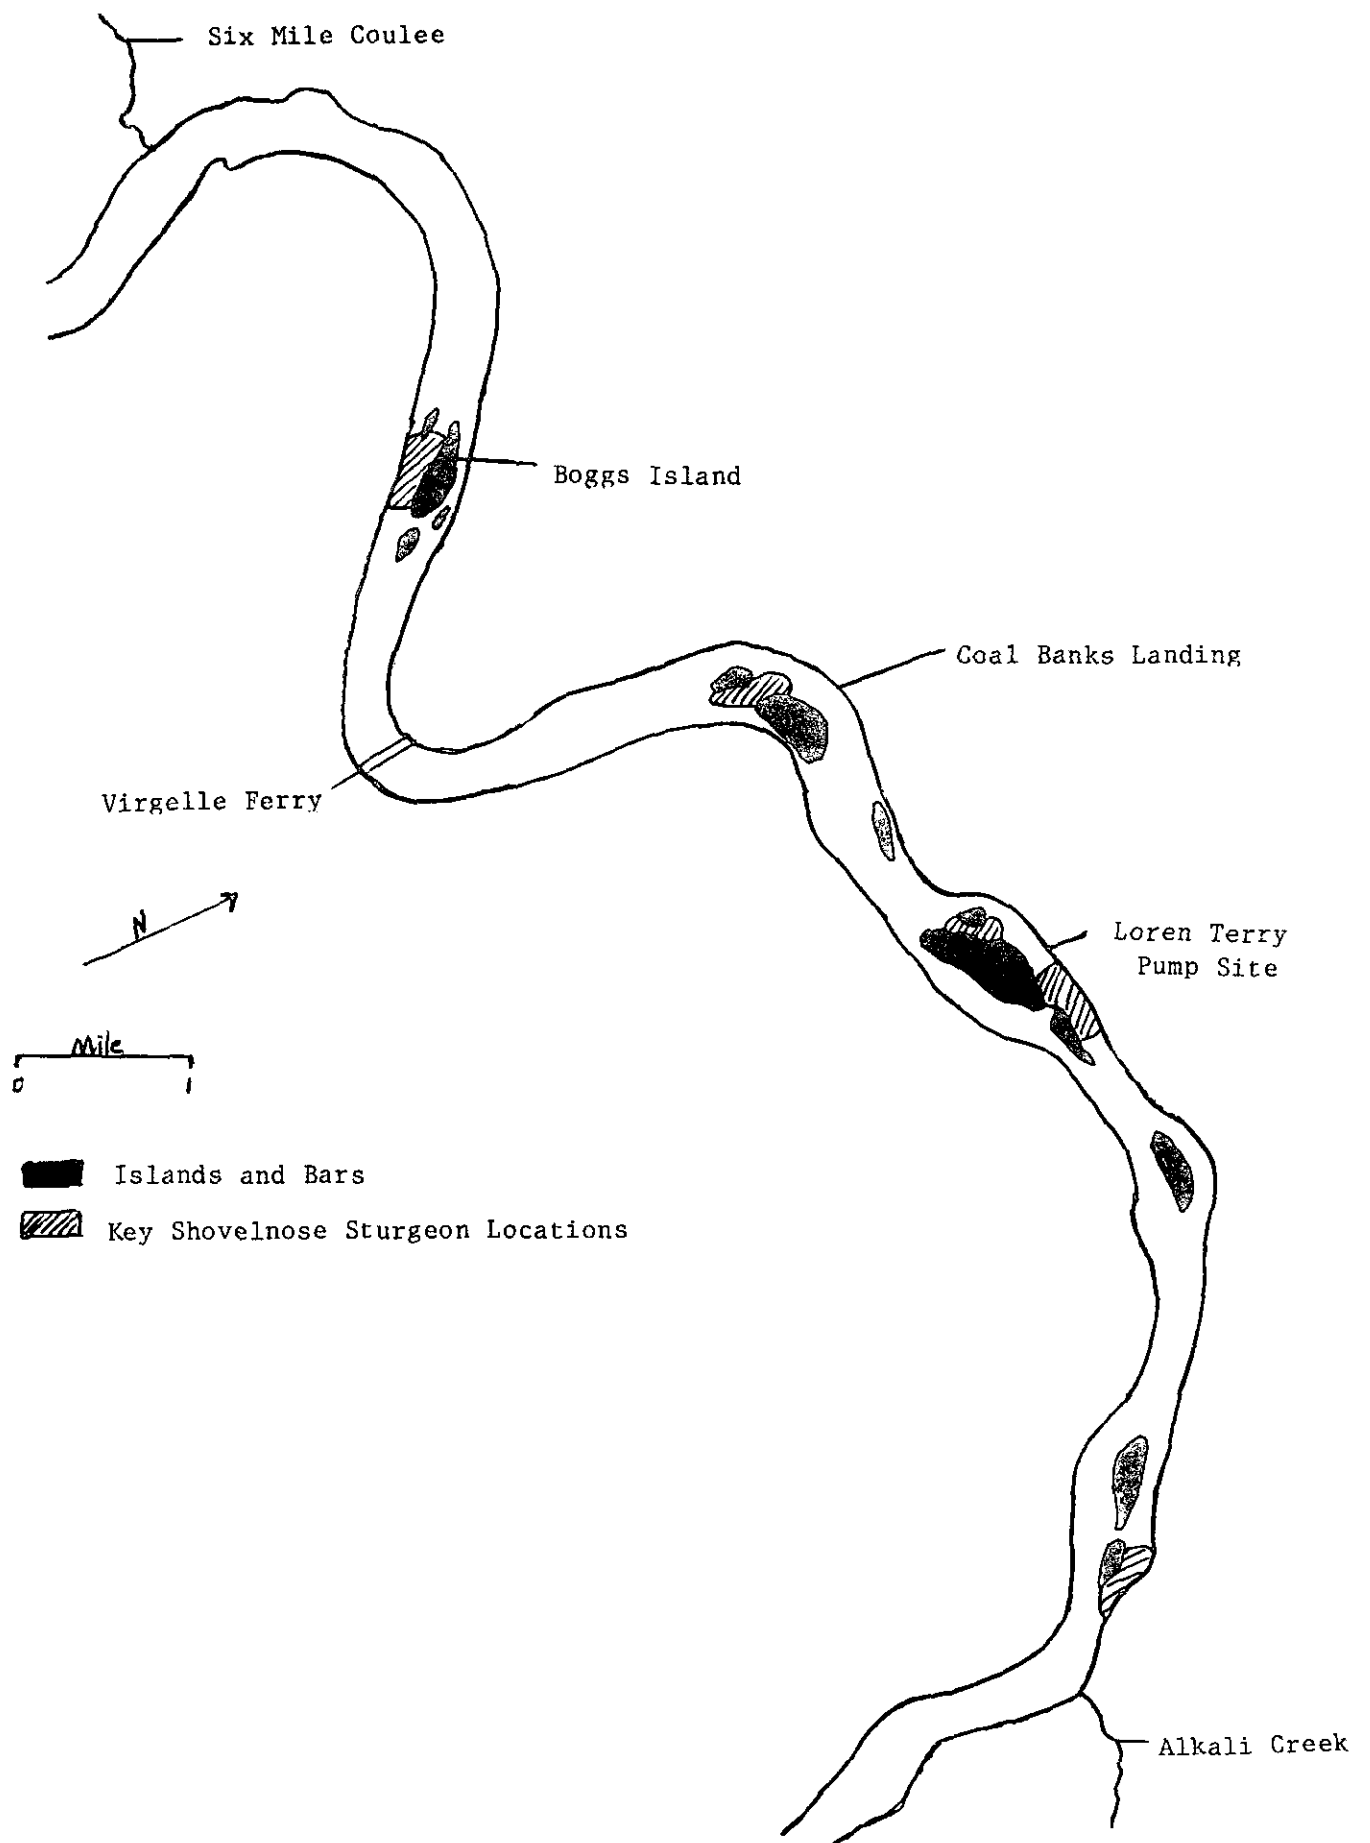 Six Mile Coulee
Boggs Island
Coal Banks Landing
Virgelle Ferry
N
Loren Terry
Pump Site
Mile
0 1
Islands and Bars
Key Shovelnose Sturgeon Locations
Alkali Creek